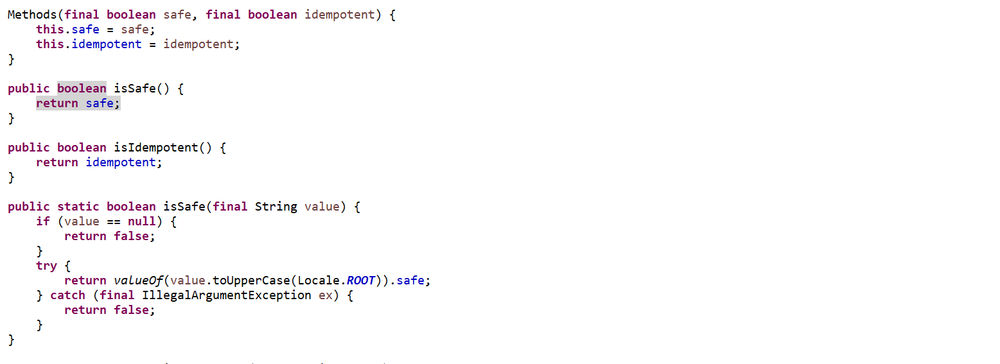 Methods(final boolean safe, final boolean idempotent) {
    this.safe = safe;
    this.idempotent = idempotent;
}

public boolean isSafe() {
    return safe;
}

public boolean isIdempotent() {
    return idempotent;
}

public static boolean isSafe(final String value) {
    if (value == null) {
        return false;
    }
    try {
        return valueOf(value.toUpperCase(Locale.ROOT)).safe;
    } catch (final IllegalArgumentException ex) {
        return false;
    }
}